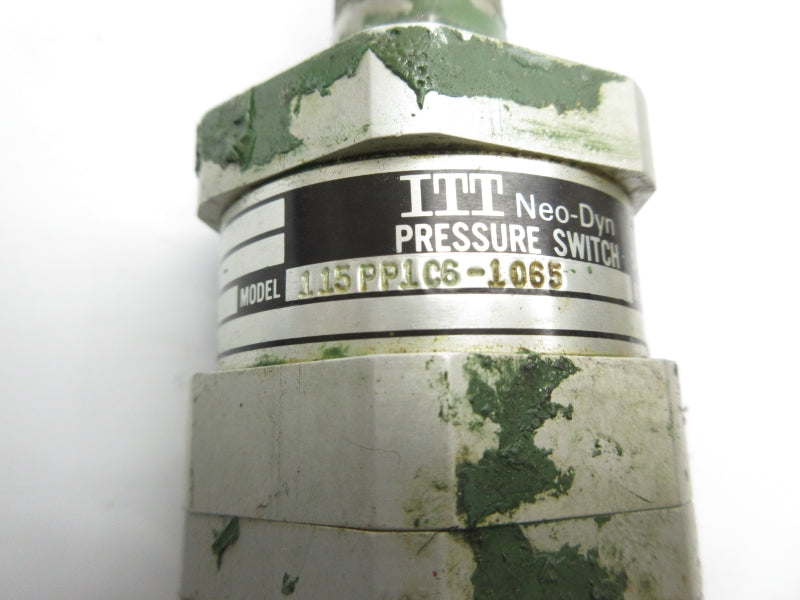 ITT Neo-Dyn
PRESSURE SWITCH
MODEL 115PP1C6-1065